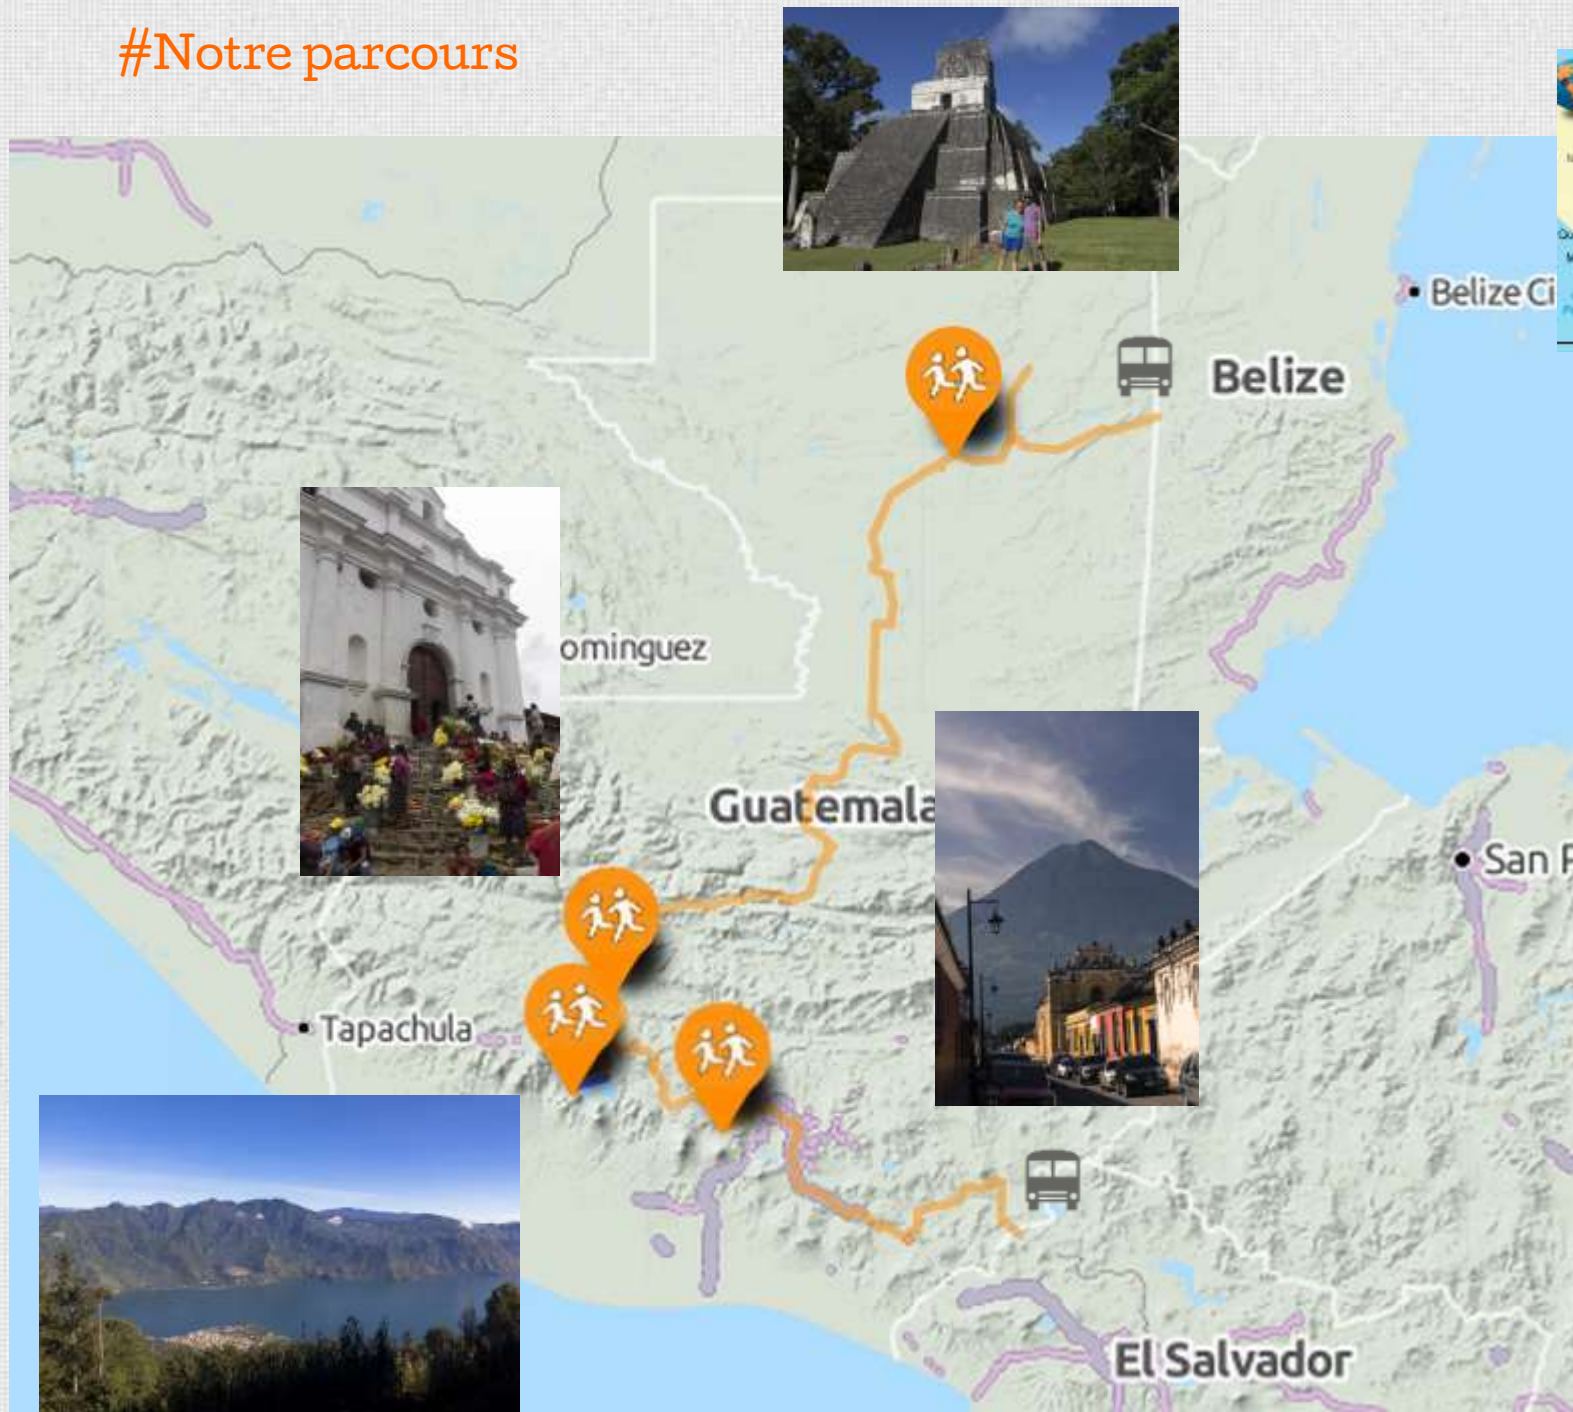 #Notre parcours
Belize Ci
Belize
ominguez
Guatemala
San
Tapachula
El Salvador